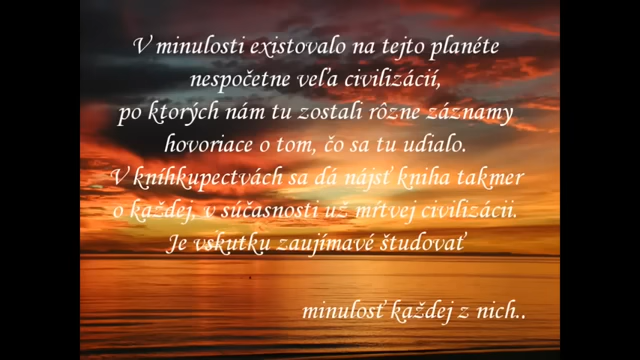 V minulosti existovalo na tejto planéte
nespočetne veľa civilizácií,
po ktorých nám tu zostali rôzne záznamy
hovoriace o tom, čo sa tu udialo.
V kníhkupectvách sa dá nájsť kniha takmer
o každej, v súčasnosti už mŕtvej civilizácii.
Je vskutku zaujímavé študovať
minulosť každej z nich..